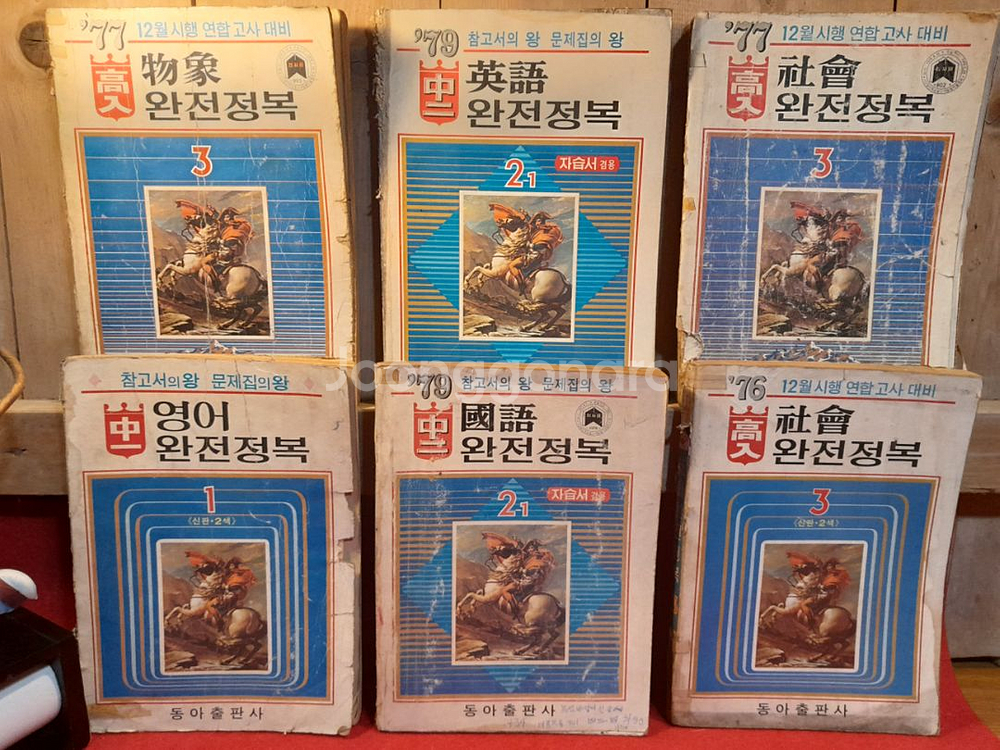 '77 12월 시행 연합고사 대비
高入 物象
완전정복
3
'79 참고서의 왕 문제집의 왕
中二 英語
완전정복
2-1 자습서 겸용
'77 12월 시행 연합고사 대비
高入 社會
완전정복
3
Joonggonara
참고서의 왕 문제집의 왕
中一 영어
완전정복
1
《신판·2색》
동아출판사
'79 참고서의 왕 문제집의 왕
中二 國語
완전정복
2-1 자습서 겸용
동아출판사
'76 12월 시행 연합고사 대비
高入 社會
완전정복
3
《신판·2색》
동아출판사